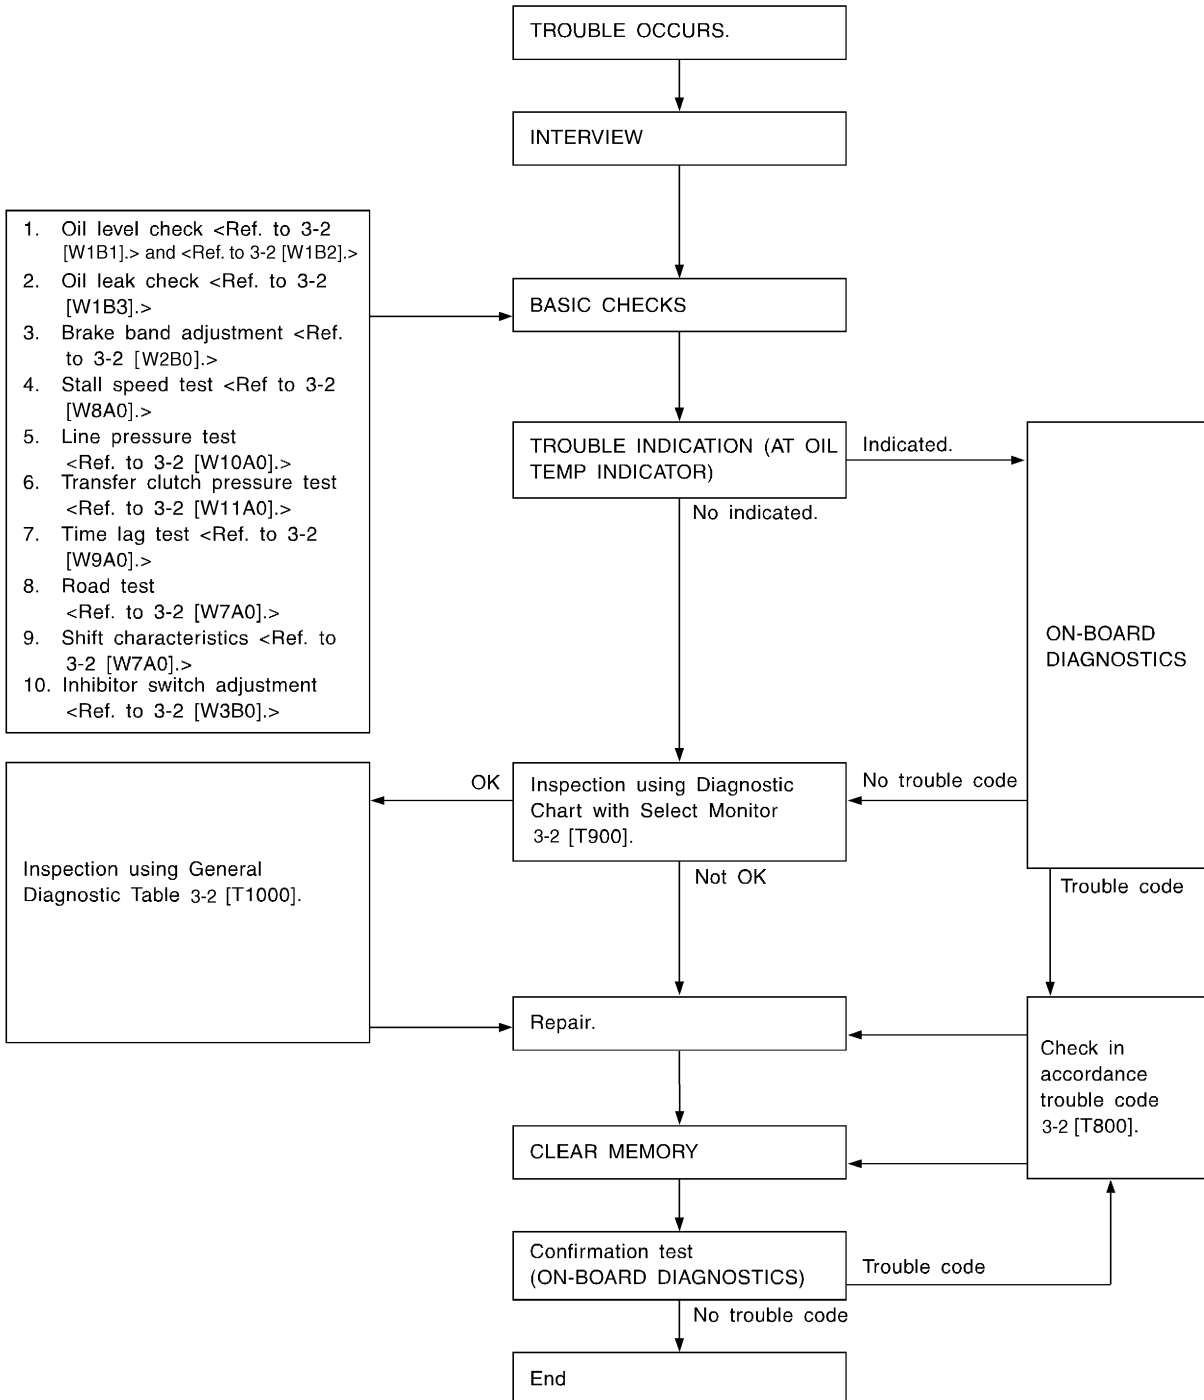 TROUBLE OCCURS.
INTERVIEW
1. Oil level check <Ref. to 3-2
[W1B1].> and <Ref. to 3-2 [W1B2].>
2. Oil leak check <Ref. to 3-2
[W1B3].>
3. Brake band adjustment <Ref.
to 3-2 [W2B0].>
4. Stall speed test <Ref to 3-2
[W8A0].>
5. Line pressure test
<Ref. to 3-2 [W10A0].>
6. Transfer clutch pressure test
<Ref. to 3-2 [W11A0].>
7. Time lag test <Ref. to 3-2
[W9A0].>
8. Road test
<Ref. to 3-2 [W7A0].>
9. Shift characteristics <Ref. to
3-2 [W7A0].>
10. Inhibitor switch adjustment
<Ref. to 3-2 [W3B0].>
BASIC CHECKS
TROUBLE INDICATION (AT OIL
TEMP INDICATOR)
Indicated.
No indicated.
ON-BOARD
DIAGNOSTICS
No trouble code
Trouble code
Inspection using Diagnostic
Chart with Select Monitor
3-2 [T900].
OK
Not OK
Inspection using General
Diagnostic Table 3-2 [T1000].
Repair.
Check in
accordance
trouble code
3-2 [T800].
CLEAR MEMORY
Confirmation test
(ON-BOARD DIAGNOSTICS)
Trouble code
No trouble code
End